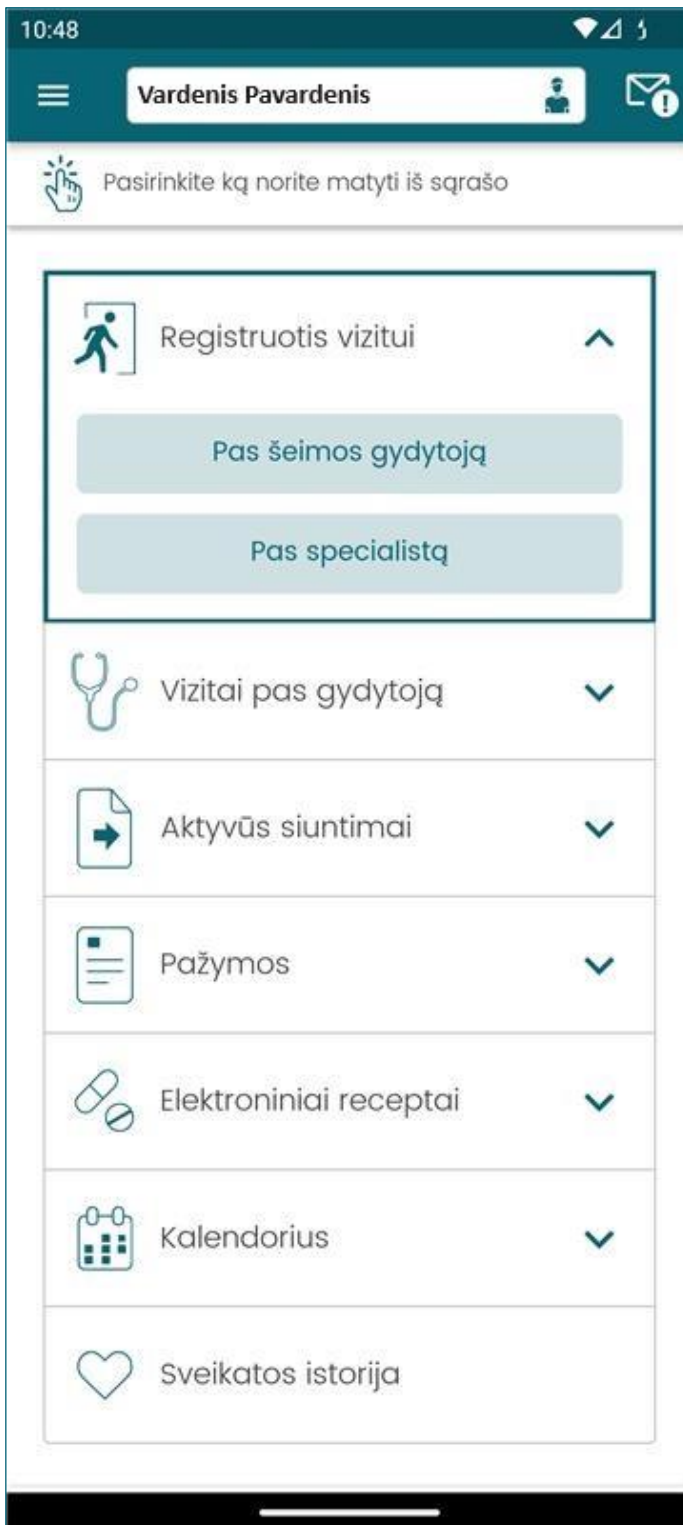 10:48
Vardenis Pavardenis
Pasirinkite ką norite matyti iš sąrašo
Registruotis vizitui
Pas šeimos gydytoją
Pas specialistą
Vizitai pas gydytoją
Aktyvūs siuntimai
Pažymos
Elektroniniai receptai
Kalendorius
Sveikatos istorija